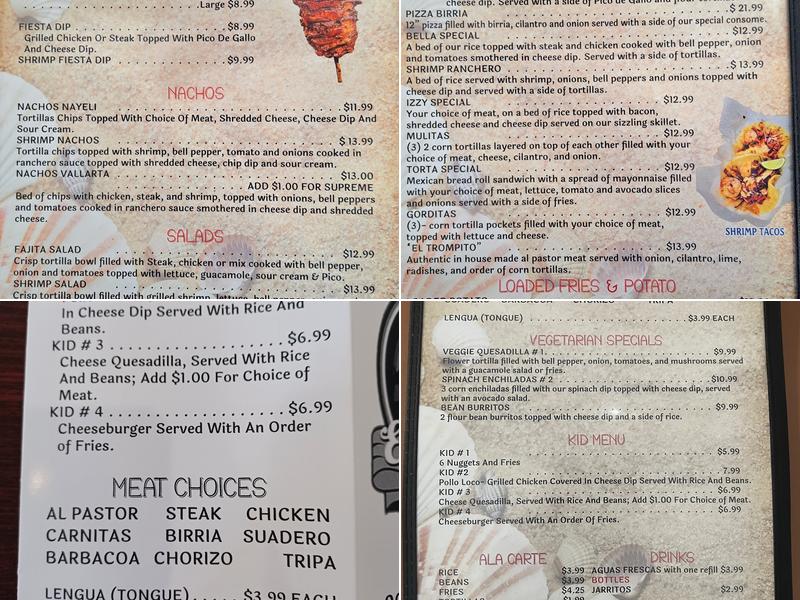 Large $8.99
FIESTA DIP $8.99
Grilled Chicken Or Steak Topped With Pico De Gallo
And Cheese Dip.
SHRIMP FIESTA DIP $9.99
NACHOS
NACHOS NAYELI $11.99
Tortillas Chips Topped With Choice Of Meat, Shredded Cheese, Cheese Dip And
Sour Cream.
SHRIMP NACHOS $ 13.99
Tortilla chips topped with shrimp, bell pepper, tomato and onions cooked in
ranchero sauce topped with shredded cheese, chip dip and sour cream.
NACHOS VALLARTA $13.00
ADD $1.00 FOR SUPREME
Bed of chips with chicken, steak, and shrimp, topped with onions, bell peppers
and tomatoes cooked in ranchero sauce smothered in cheese dip and shredded
cheese.
SALADS
FAJITA SALAD $12.99
Crisp tortilla bowl filled with Steak, chicken or mix cooked with bell pepper,
onion and tomatoes topped with lettuce, guacamole, sour cream & Pico.
SHRIMP SALAD $13.99
Crisp tortilla bowl filled with grilled shrimp, lettuce, bell
cheese dip. Served with a side of Pico de Gallo and flour
PIZZA BIRRIA $ 21.99
12" pizza filled with birria, cilantro and onion served with a side of our special consome.
BELLA SPECIAL $12.99
A bed of our rice topped with steak and chicken cooked with bell pepper, onion
and tomatoes smothered in cheese dip. Served with a side of tortillas.
SHRIMP RANCHERO $ 13.99
A bed of rice served with shrimp, onions, bell peppers and onions topped with
cheese dip served with a side of tortillas.
IZZY SPECIAL $12.99
Your choice of meat, on a bed of rice topped with bacon,
shredded cheese and cheese dip served on our sizzling skillet.
MULITAS $12.99
(3) 2 corn tortillas layered on top of each other filled with your
choice of meat, cheese, cilantro, and onion.
TORTA SPECIAL $12.99
Mexican bread roll sandwich with a spread of mayonnaise filled
with your choice of meat, lettuce, tomato and avocado slices
and served with a side of fries.
GORDITAS $12.99
(3)- corn tortilla pockets filled with your choice of meat,
topped with lettuce and cheese.
"EL TROMPITO" $13.99
Authentic in house made al pastor meat served with onion, cilantro, lime,
radishes, and order of corn tortillas.
SHRIMP TACOS
LOADED FRIES & POTATO
In Cheese Dip Served With Rice And
Beans.
KID # 3 $6.99
Cheese Quesadilla, Served With Rice
And Beans; Add $1.00 For Choice of
Meat.
KID # 4 $6.99
Cheeseburger Served With An Order
of Fries.
MEAT CHOICES
AL PASTOR STEAK CHICKEN
CARNITAS BIRRIA SUADERO
BARBACOA CHORIZO TRIPA
LENGUA (TONGUE) $3.99 EACH
LENGUA (TONGUE) $3.99 EACH
VEGETARIAN SPECIALS
VEGGIE QUESADILLA # 1 $9.99
Flower tortilla filled with bell pepper, onion, tomatoes, and mushrooms served
with a guacamole salad or fries.
SPINACH ENCHILADAS # 2 $10.99
3 corn enchiladas filled with our spinach dip topped with cheese dip, served
with an avocado salad.
BEAN BURRITOS $9.99
2 flour bean burritos topped with cheese dip and a side of rice.
KID MENU
KID # 1 $5.99
6 Nuggets And Fries
KID #2 7.99
Pollo Loco- Grilled Chicken Covered In Cheese Dip Served With Rice And Beans.
KID # 3 $6.99
Cheese Quesadilla, Served With Rice And Beans; Add $1.00 For Choice of Meat.
KID # 4 $6.99
Cheeseburger Served With An Order Of Fries.
ALA CARTE DRINKS
RICE $3.99 AGUAS FRESCAS with one refill $3.99
BEANS $3.99 BOTTLES
FRIES $4.25 JARRITOS $2.99